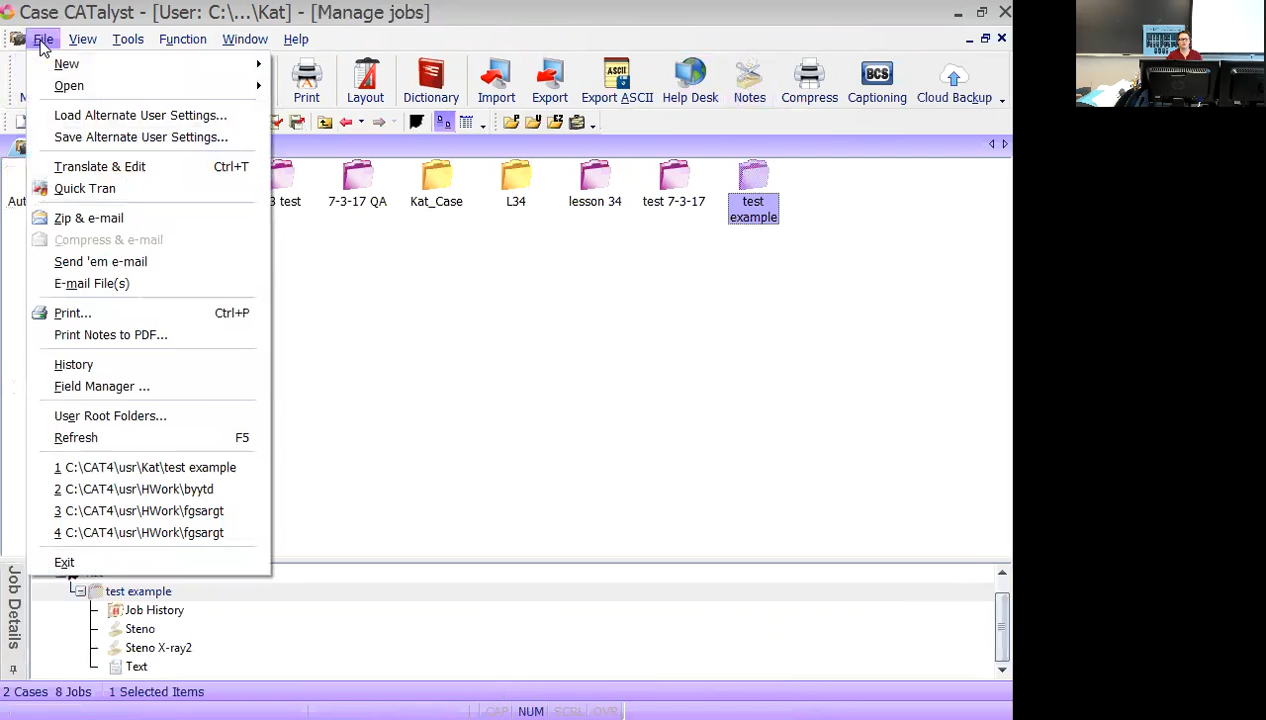 Case CATalyst - [User: C:\...\Kat] - [Manage jobs]
File View Tools Function Window Help
Print Layout Dictionary Import Export Export ASCII Help Desk Notes Compress Captioning Cloud Backup
New
Open
Load Alternate User Settings...
Save Alternate User Settings...
Translate & Edit Ctrl+T
Quick Tran
Zip & e-mail
Compress & e-mail
Send 'em e-mail
E-mail File(s)
Print... Ctrl+P
Print Notes to PDF...
History
Field Manager ...
User Root Folders...
Refresh F5
1 C:\CAT4\usr\Kat\test example
2 C:\CAT4\usr\HWork\byytd
3 C:\CAT4\usr\HWork\fgsargt
4 C:\CAT4\usr\HWork\fgsargt
Exit
test 7-3-17 QA Kat_Case L34 lesson 34 test 7-3-17 test
example
Job Details
test example
Job History
Steno
Steno X-ray2
Text
2 Cases 8 Jobs 1 Selected Items
CAP NUM SCRL OVR